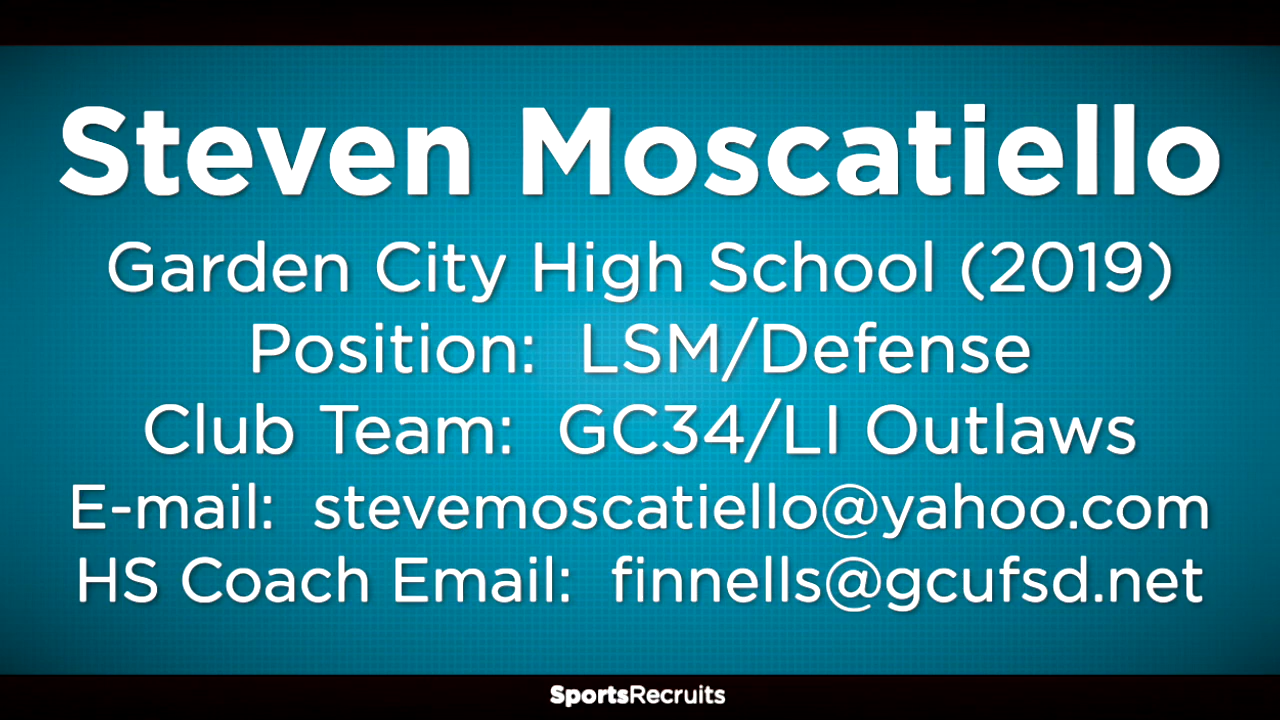 Steven Moscatiello
Garden City High School (2019)
Position: LSM/Defense
Club Team: GC34/LI Outlaws
E-mail: stevemoscatiello@yahoo.com
HS Coach Email: finnells@gcufsd.net
SportsRecruits